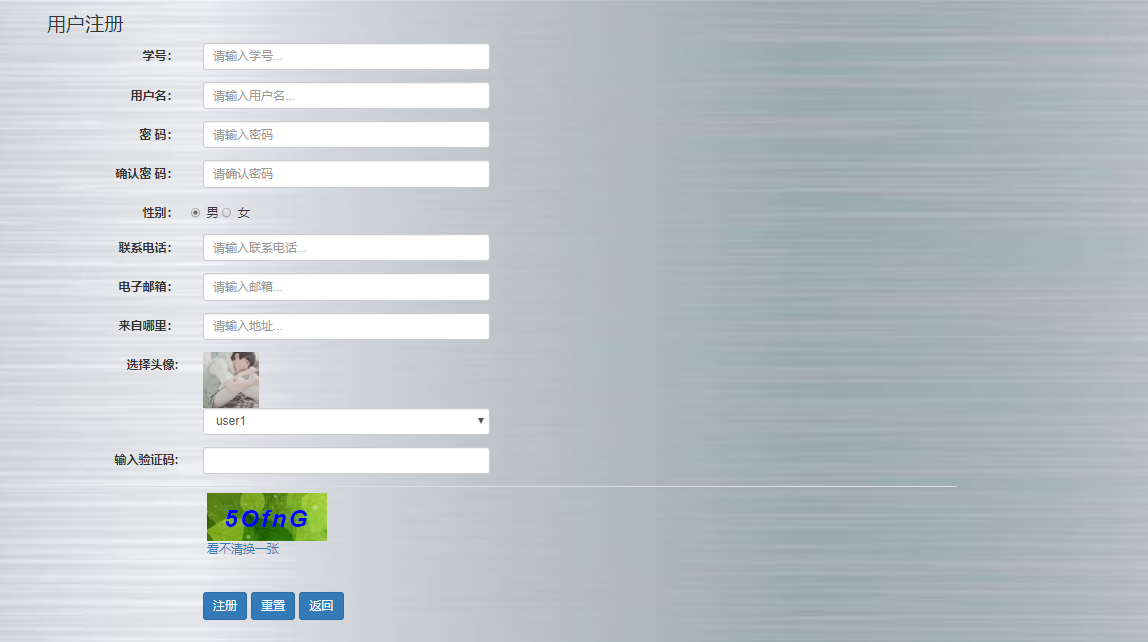 用户注册
学号： 请输入学号...
用户名： 请输入用户名...
密 码： 请输入密码
确认密 码： 请确认密码
性别： 男 女
联系电话： 请输入联系电话...
电子邮箱： 请输入邮箱...
来自哪里： 请输入地址...
选择头像:
user1
输入验证码:
5OfnG
看不清换一张
注册 重置 返回